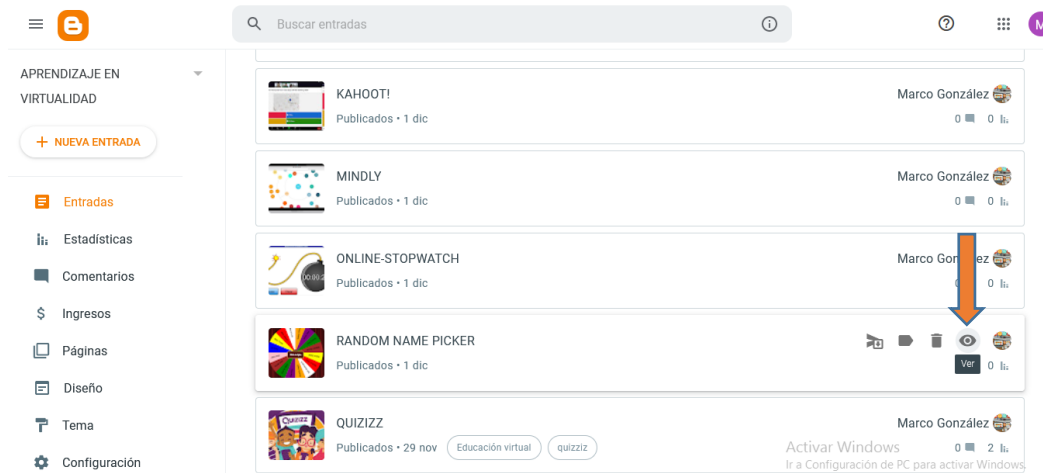 Buscar entradas
M
APRENDIZAJE EN
VIRTUALIDAD
NUEVA ENTRADA
Entradas
Estadísticas
Comentarios
Ingresos
Páginas
Diseño
Tema
Configuración
KAHOOT!
Marco González
Publicados • 1 dic
0 0
MINDLY
Marco González
Publicados • 1 dic
0 0
ONLINE-STOPWATCH
Marco
Publicados • 1 dic
0
RANDOM NAME PICKER
Publicados • 1 dic
Ver
0
QUIZIZZ
Marco González
Publicados • 29 nov
Educación virtual
quizziz
0 2
Activar Windows
Ir a Configuración de PC para activar Windows.